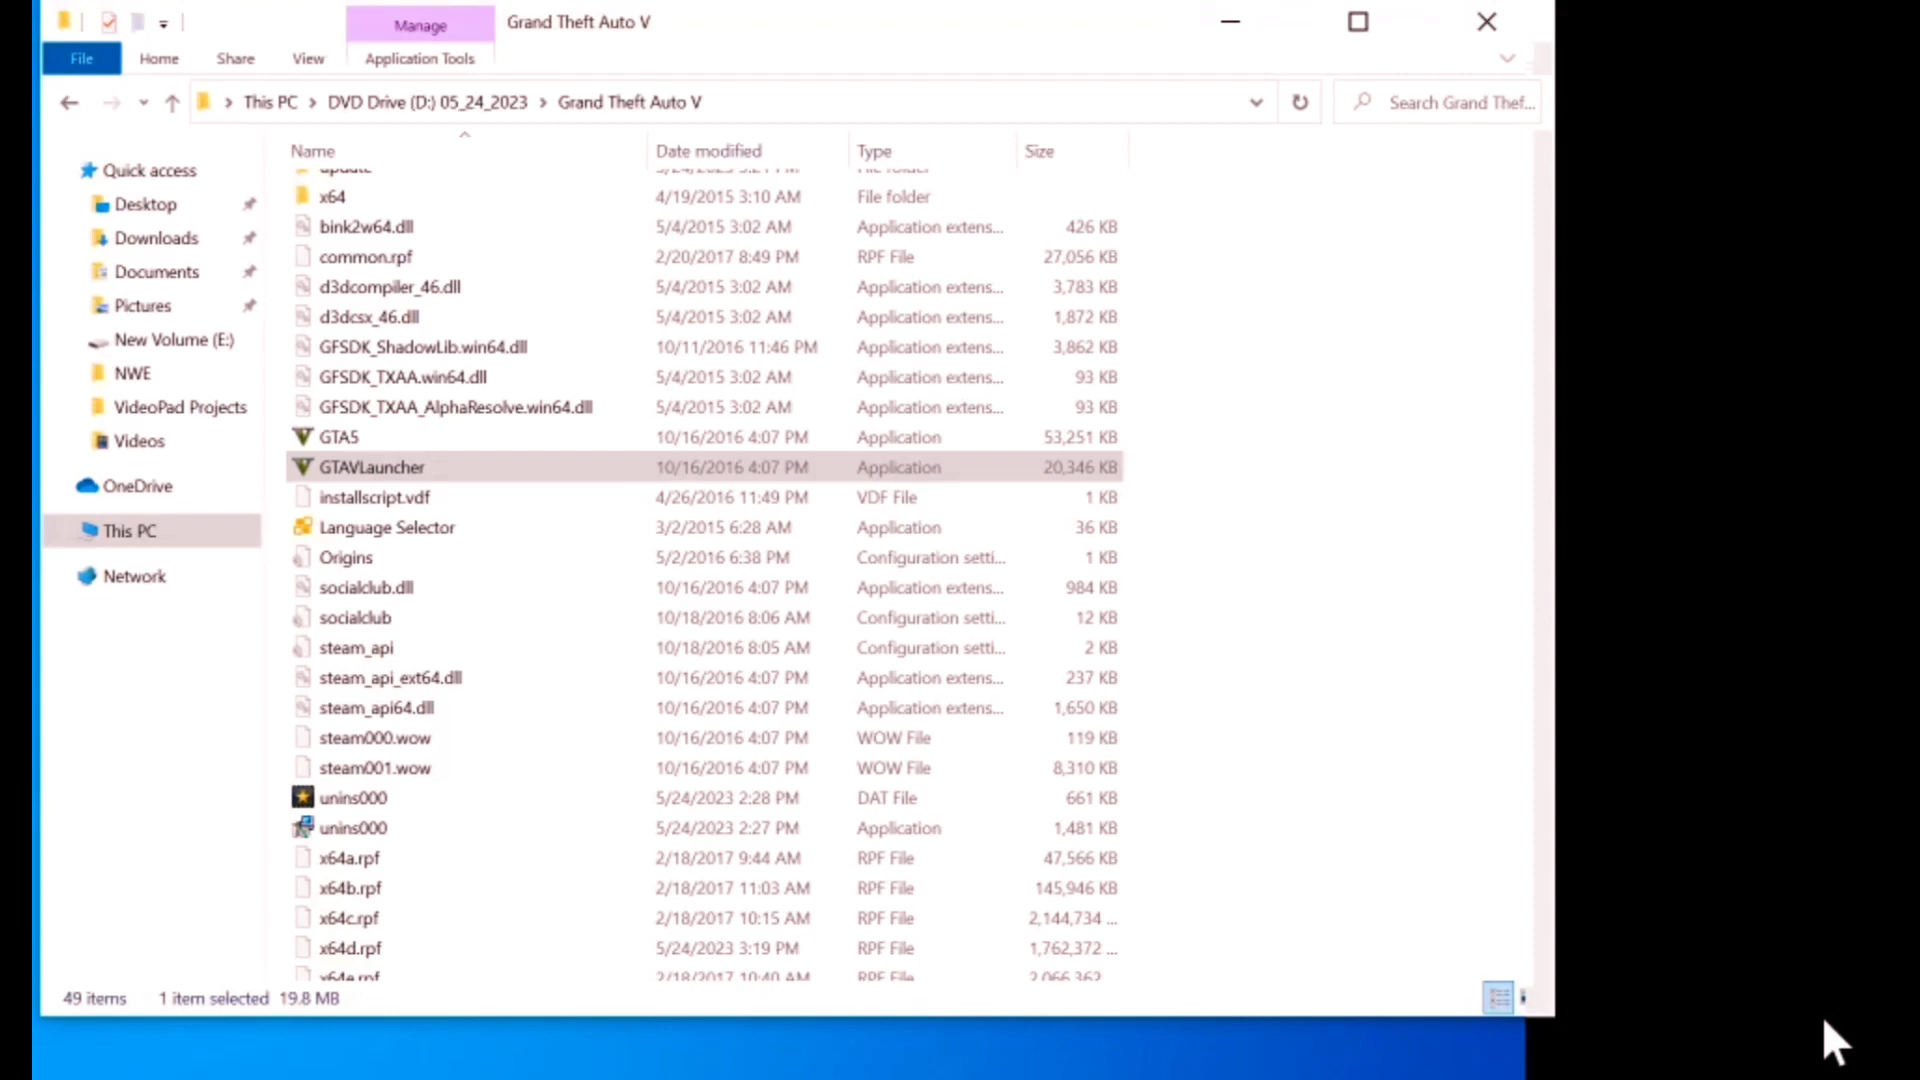 Manage
Grand Theft Auto V
File
Home
Share
View
Application Tools
This PC
DVD Drive (D:) 05_24_2023
Grand Theft Auto V
Search Grand Thef...
Name
Date modified
Type
Size
Quick access
Desktop
Downloads
Documents
Pictures
New Volume (E:)
NWE
VideoPad Projects
Videos
OneDrive
This PC
Network
x64 4/19/2015 3:10 AM File folder
bink2w64.dll 5/4/2015 3:02 AM Application extens... 426 KB
common.rpf 2/20/2017 8:49 PM RPF File 27,056 KB
d3dcompiler_46.dll 5/4/2015 3:02 AM Application extens... 3,783 KB
d3dcsx_46.dll 5/4/2015 3:02 AM Application extens... 1,872 KB
GFSDK_ShadowLib.win64.dll 10/11/2016 11:46 PM Application extens... 3,862 KB
GFSDK_TXAA.win64.dll 5/4/2015 3:02 AM Application extens... 93 KB
GFSDK_TXAA_AlphaResolve.win64.dll 5/4/2015 3:02 AM Application extens... 93 KB
GTA5 10/16/2016 4:07 PM Application 53,251 KB
GTAVLauncher 10/16/2016 4:07 PM Application 20,346 KB
installscript.vdf 4/26/2016 11:49 PM VDF File 1 KB
Language Selector 3/2/2015 6:28 AM Application 36 KB
Origins 5/2/2016 6:38 PM Configuration setti... 1 KB
socialclub.dll 10/16/2016 4:07 PM Application extens... 984 KB
socialclub 10/18/2016 8:06 AM Configuration setti... 12 KB
steam_api 10/18/2016 8:05 AM Configuration setti... 2 KB
steam_api_ext64.dll 10/16/2016 4:07 PM Application extens... 237 KB
steam_api64.dll 10/16/2016 4:07 PM Application extens... 1,650 KB
steam000.wow 10/16/2016 4:07 PM WOW File 119 KB
steam001.wow 10/16/2016 4:07 PM WOW File 8,310 KB
unins000 5/24/2023 2:28 PM DAT File 661 KB
unins000 5/24/2023 2:27 PM Application 1,481 KB
x64a.rpf 2/18/2017 9:44 AM RPF File 47,566 KB
x64b.rpf 2/18/2017 11:03 AM RPF File 145,946 KB
x64c.rpf 2/18/2017 10:15 AM RPF File 2,144,734 ...
x64d.rpf 5/24/2023 3:19 PM RPF File 1,762,372 ...
x64e.rpf 2/18/2017 10:40 AM RPF File 2,066,362
49 items 1 item selected 19.8 MB